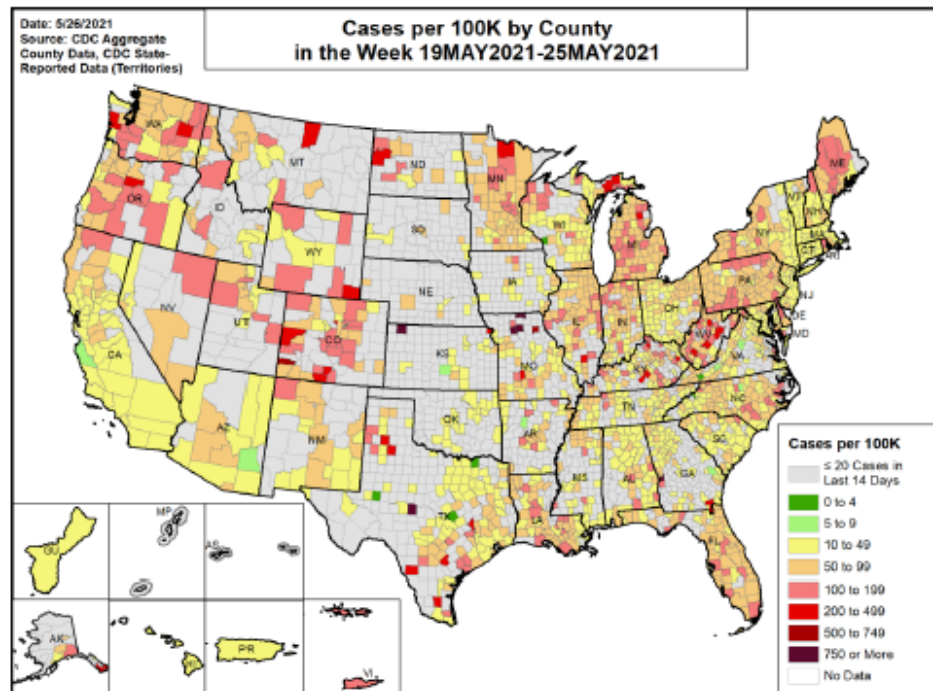 Date: 5/26/2021
Source: CDC Aggregate
County Data, CDC State-
Reported Data (Territories)
Cases per 100K by County
in the Week 19MAY2021-25MAY2021
WA
MT
ND
MN
ME
OR
ID
WY
SD
WI
MI
NY
VT
NH
MA
CT
RI
NV
UT
CO
NE
IA
IL
IN
OH
PA
NJ
DE
MD
CA
KS
MO
KY
WV
VA
AZ
NM
OK
AR
TN
NC
SC
TX
LA
MS
AL
GA
FL
GU
MP
AS
AK
HI
PR
VI
Cases per 100K
≤ 20 Cases in
Last 14 Days
0 to 4
5 to 9
10 to 49
50 to 99
100 to 199
200 to 499
500 to 749
750 or More
No Data